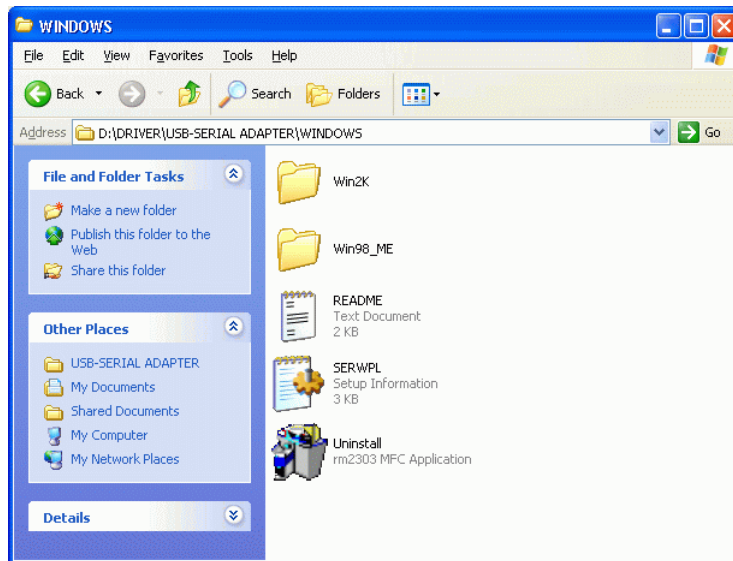 WINDOWS
File Edit View Favorites Tools Help
Back Search Folders
Address D:\DRIVER\USB-SERIAL ADAPTER\WINDOWS Go
File and Folder Tasks
Make a new folder
Publish this folder to the
Web
Share this folder
Other Places
USB-SERIAL ADAPTER
My Documents
Shared Documents
My Computer
My Network Places
Details
Win2K
Win98_ME
README
Text Document
2 KB
SERWPL
Setup Information
3 KB
Uninstall
rm2303 MFC Application